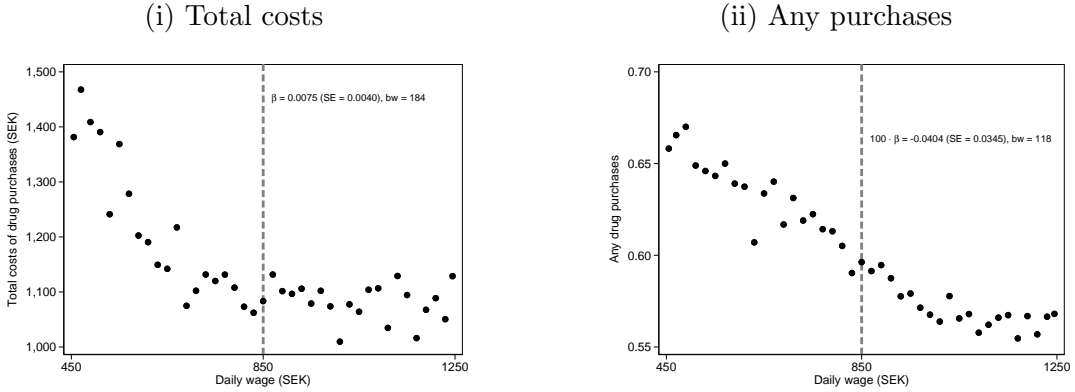 (i) Total costs
(ii) Any purchases
1,500
1,400
1,300
1,200
1,100
1,000
Total costs of drug purchases (SEK)
β = 0.0075 (SE = 0.0040), bw = 184
450
850
1250
Daily wage (SEK)
0.70
0.65
0.60
0.55
Any drug purchases
100 · β = -0.0404 (SE = 0.0345), bw = 118
450
850
1250
Daily wage (SEK)